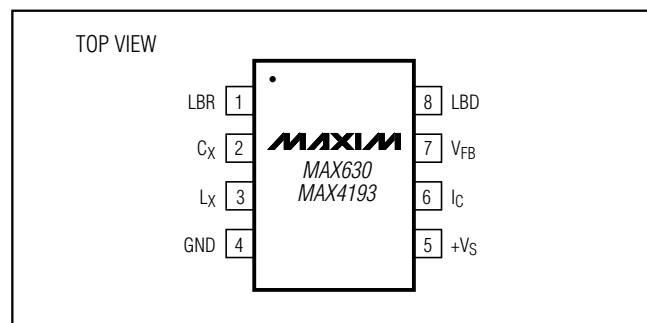 TOP VIEW
LBR 1
8 LBD
C_X 2
MAXIM
7 V_FB
MAX630
L_X 3
MAX4193
6 I_C
GND 4
5 +V_S